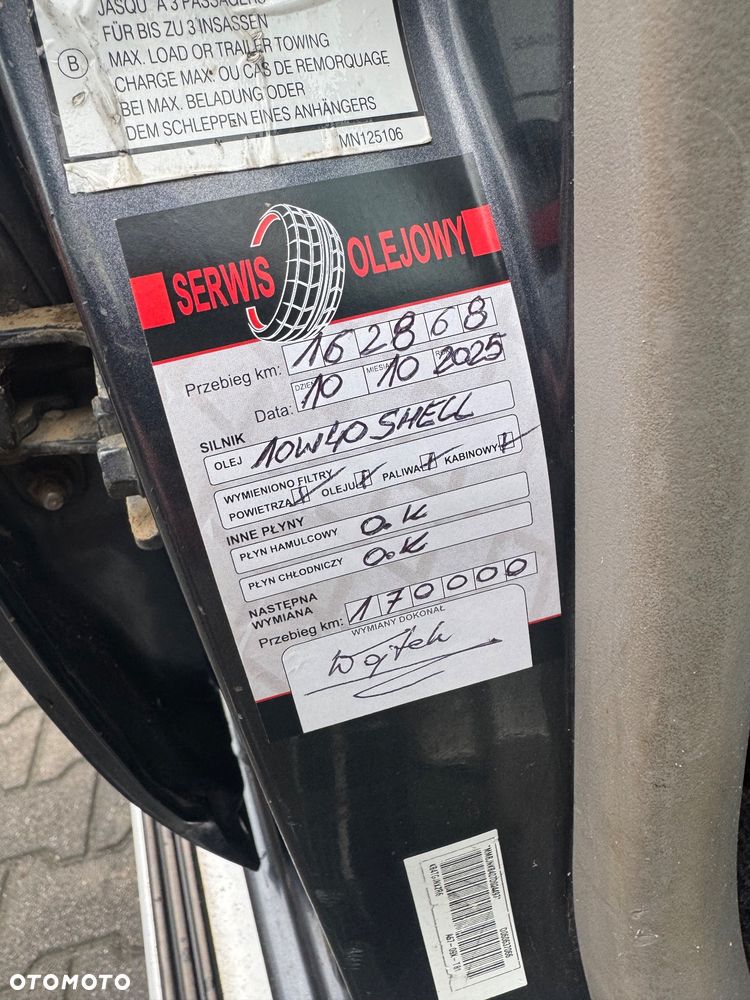 JASQU' A 3 PASSAGERS
FÜR BIS ZU 3 INSASSEN
B MAX. LOAD OR TRAILER TOWING
CHARGE MAX. OU CAS DE REMORQUAGE
BEI MAX. BELADUNG ODER
DEM SCHLEPPEN EINES ANHÄNGERS
MN125106
SERWIS OLEJOWY
Przebieg km: 162868
Data: 10 10 2025
SILNIK
OLEJ 10W40 SHELL
WYMIENIONO FILTRY
POWIETRZA OLEJU PALIWA KABINOWY
INNE PŁYNY
PŁYN HAMULCOWY O.K
PŁYN CHŁODNICZY O.K
NASTĘPNA
WYMIANA
Przebieg km: 170000
WYMIANY DOKONAŁ
Wojtek
OTOMOTO